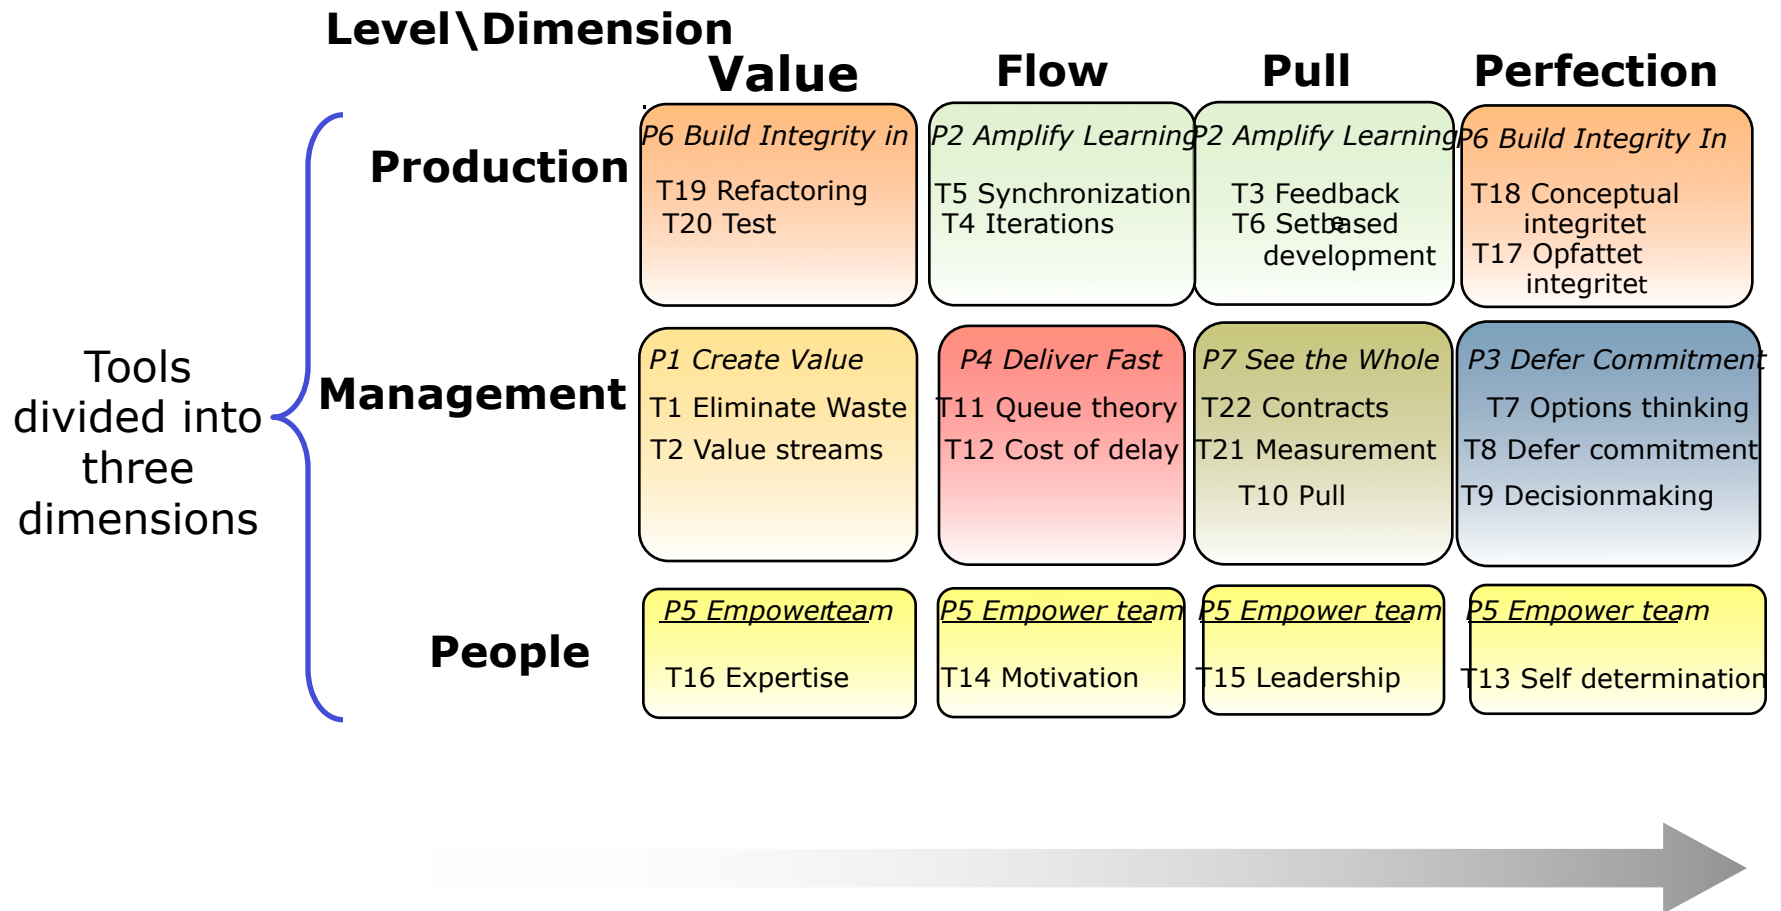 Level\Dimension
Value Flow Pull Perfection
Production
P6 Build Integrity in
T19 Refactoring
T20 Test
P2 Amplify Learning
T5 Synchronization
T4 Iterations
P2 Amplify Learning
T3 Feedback
T6 Setbeased
development
P6 Build Integrity In
T18 Conceptual
integritet
T17 Opfattet
integritet
Tools
divided into
three
dimensions
Management
P1 Create Value
T1 Eliminate Waste
T2 Value streams
P4 Deliver Fast
T11 Queue theory
T12 Cost of delay
P7 See the Whole
T22 Contracts
T21 Measurement
T10 Pull
P3 Defer Commitment
T7 Options thinking
T8 Defer commitment
T9 Decisionmaking
People
P5 Empower team
T16 Expertise
P5 Empower team
T14 Motivation
P5 Empower team
T15 Leadership
P5 Empower team
T13 Self determination